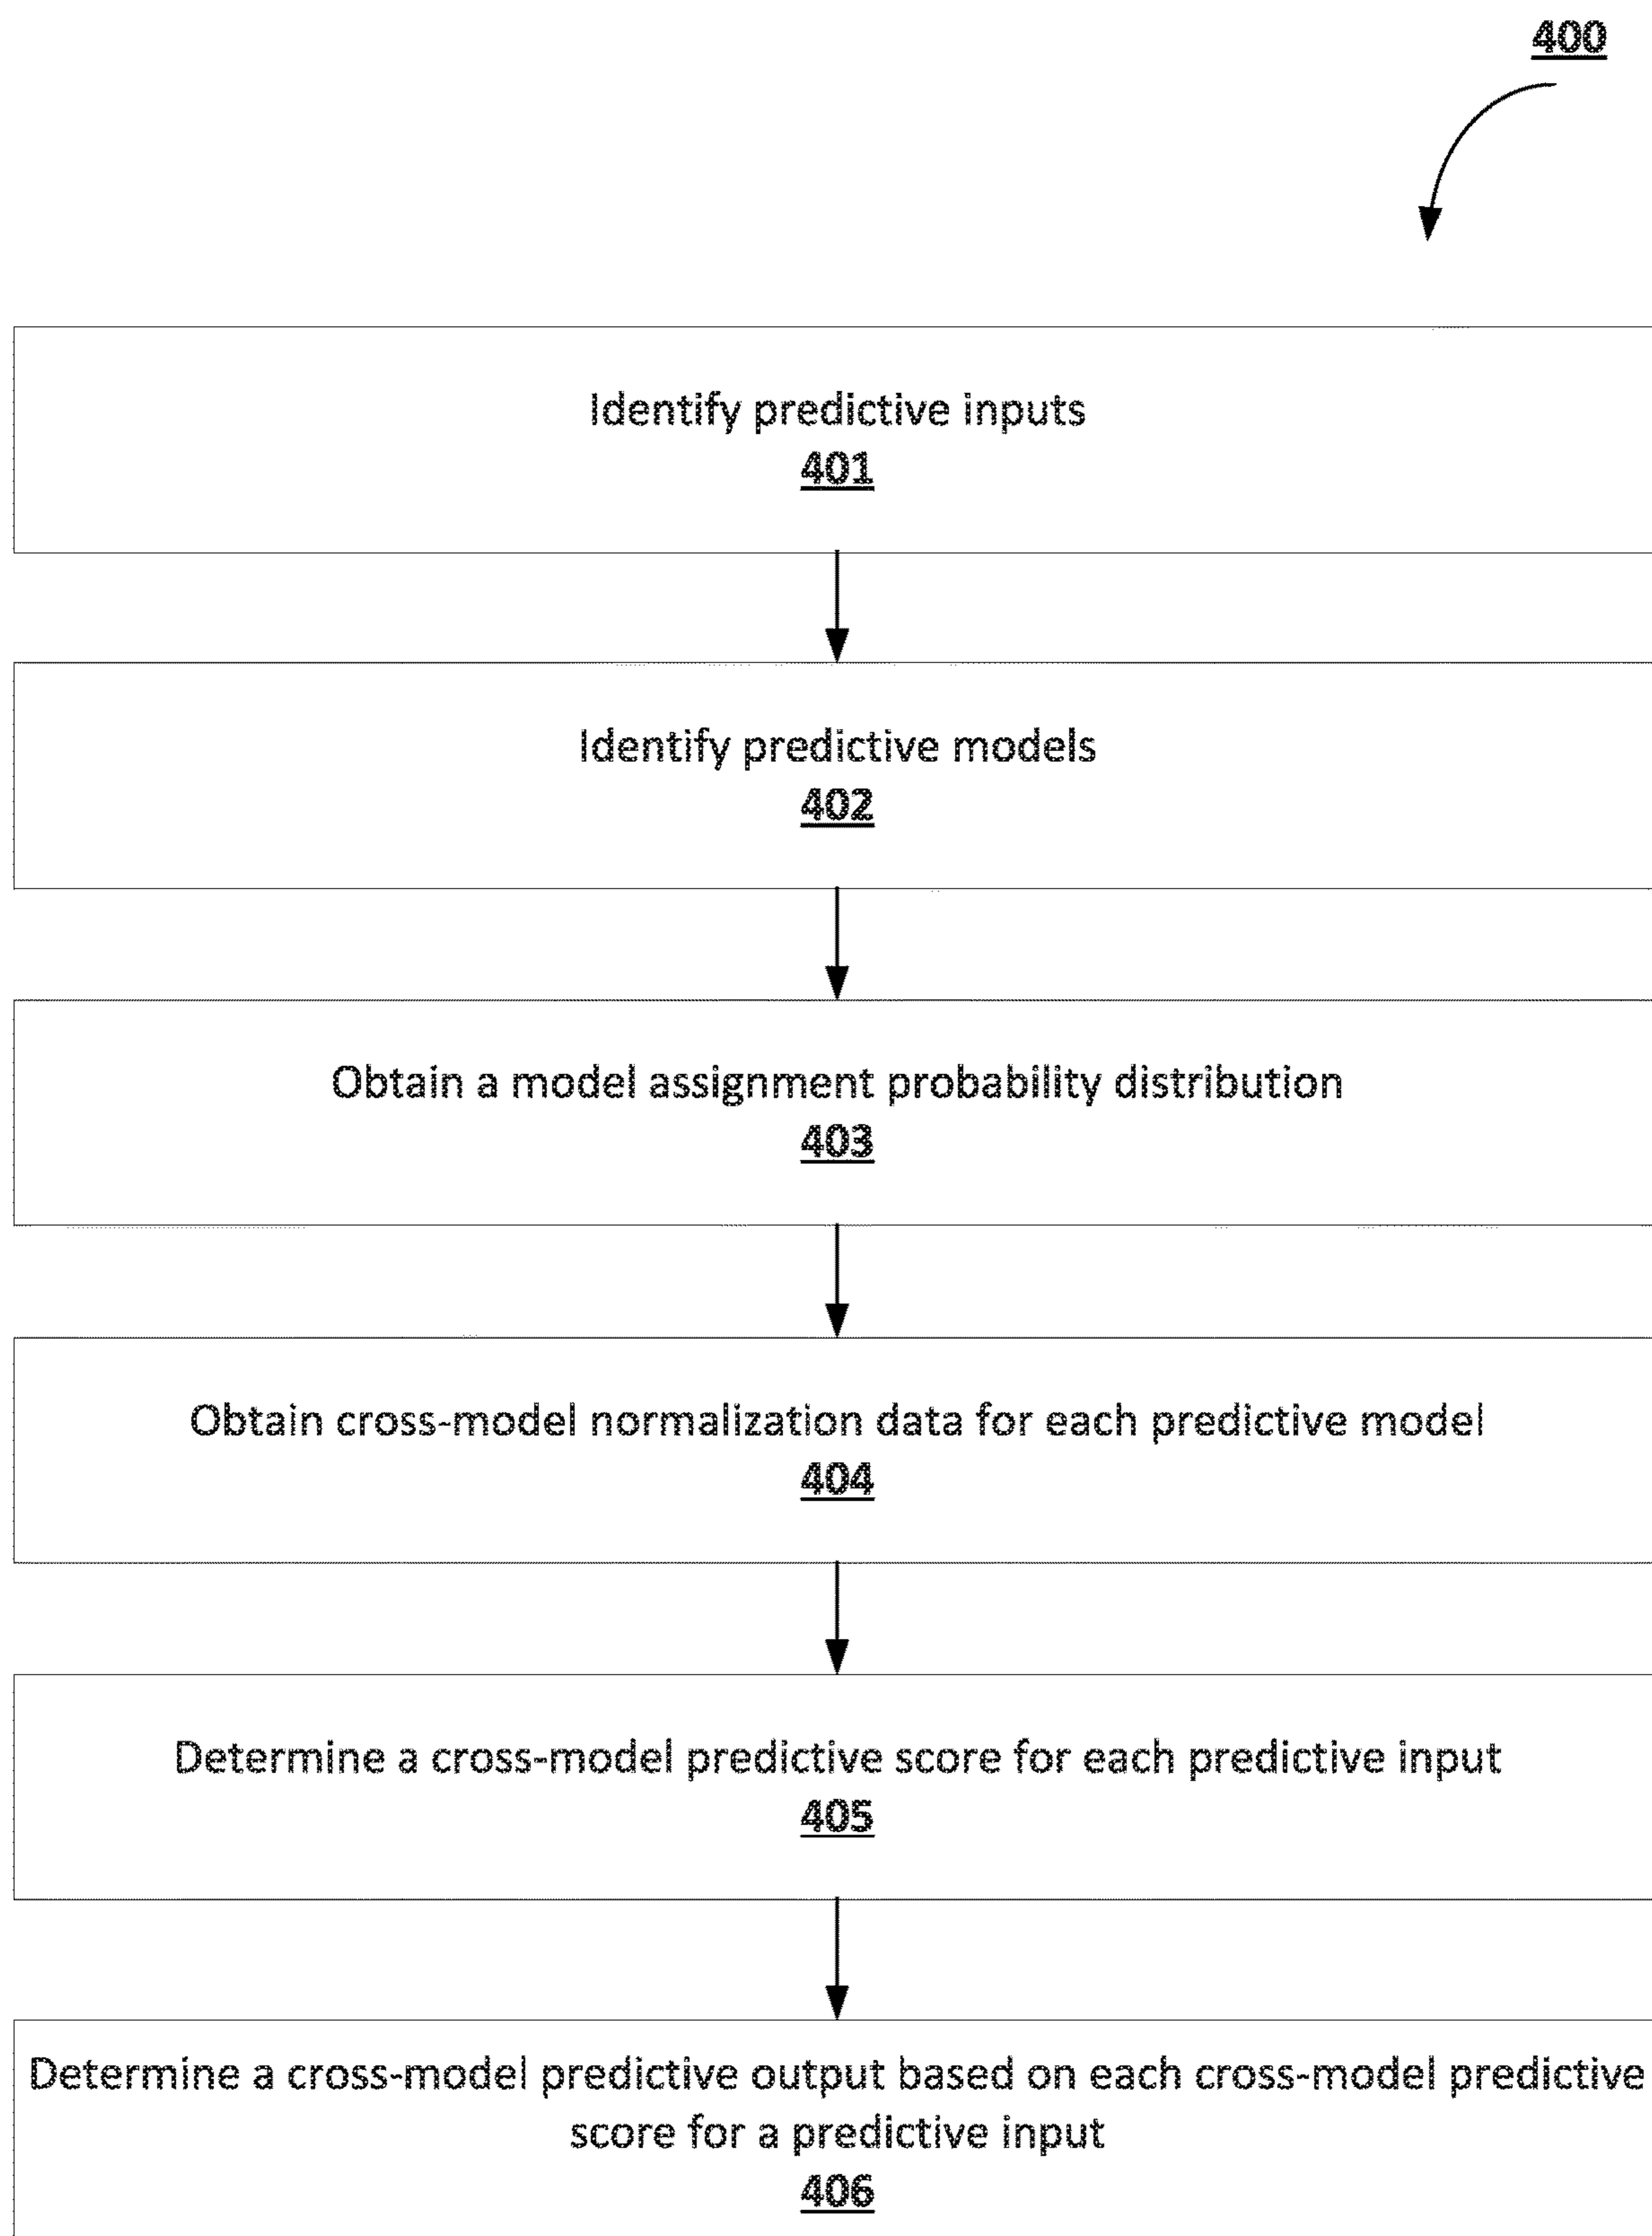 400
Identify predictive inputs
401
Identify predictive models
402
Obtain a model assignment probability distribution
403
Obtain cross-model normalization data for each predictive model
404
Determine a cross-model predictive score for each predictive input
405
Determine a cross-model predictive output based on each cross-model predictive
score for a predictive input
406